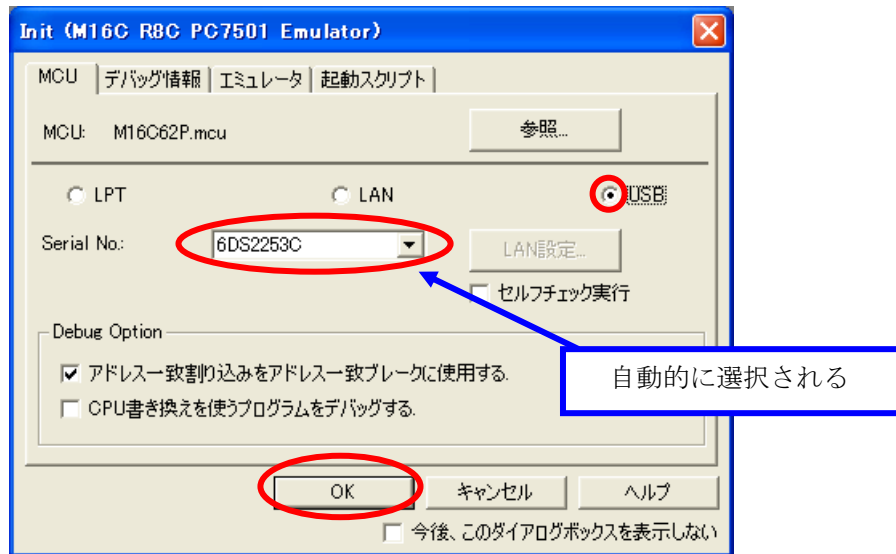 Init (M16C R8C PC7501 Emulator)
MCU デバッグ情報 エミュレータ 起動スクリプト
MCU: M16C62P.mcu 参照...
LPT LAN USB
Serial No.: 6DS2253C LAN設定...
セルフチェック実行
Debug Option
アドレス一致割り込みをアドレス一致ブレークに使用する.
CPU書き換えを使うプログラムをデバッグする.
自動的に選択される
OK キャンセル ヘルプ
今後、このダイアログボックスを表示しない